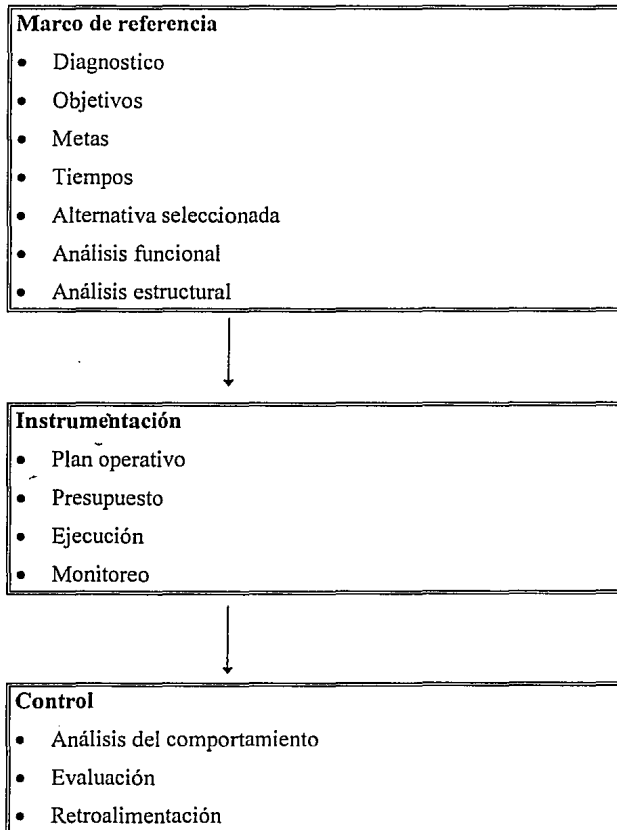 Marco de referencia
• Diagnostico
• Objetivos
• Metas
• Tiempos
• Alternativa seleccionada
• Análisis funcional
• Análisis estructural
Instrumentación
• Plan operativo
• Presupuesto
• Ejecución
• Monitoreo
Control
• Análisis del comportamiento
• Evaluación
• Retroalimentación